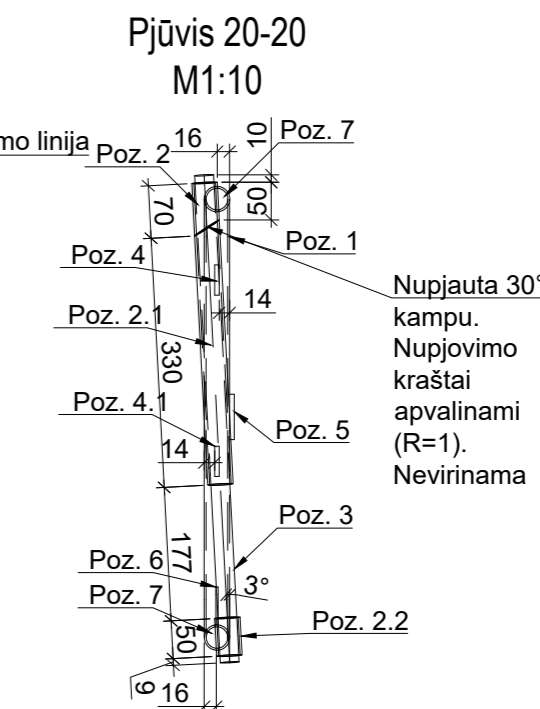 Pjūvis 20-20
M1:10
mo linija
Poz. 2
16
10
Poz. 7
70
50
Poz. 1
Poz. 4
Nupjauta 30°
kampu.
Nupjovimo
kraštai
apvalinami
(R=1).
Nevirinama
14
Poz. 2.1
330
Poz. 4.1
Poz. 5
14
Poz. 3
177
Poz. 6
3°
Poz. 7
Poz. 2.2
50
9
16